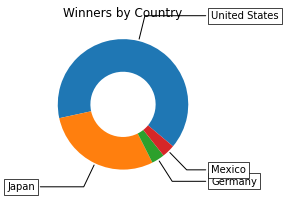 Winners by Country
United States
Mexico
Germany
Japan